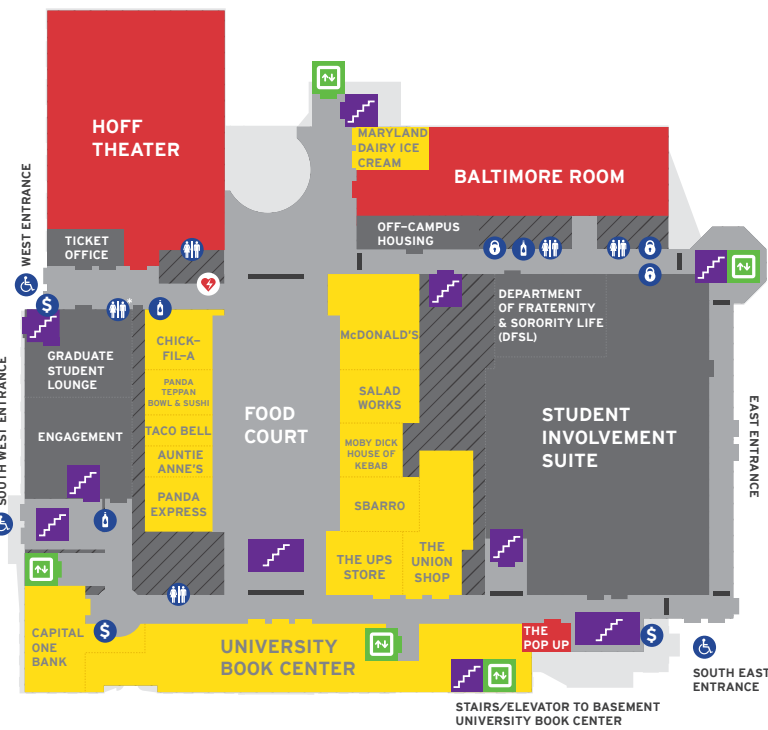 HOFF
THEATER
MARYLAND
DAIRY ICE
CREAM
BALTIMORE ROOM
WEST ENTRANCE
TICKET
OFFICE
OFF–CAMPUS
HOUSING
$
*
DEPARTMENT
OF FRATERNITY
& SORORITY LIFE
(DFSL)
GRADUATE
STUDENT
LOUNGE
CHICK–
FIL–A
McDONALD'S
PANDA
TEPPAN
BOWL & SUSHI
SALAD
WORKS
SOUTH WEST ENTRANCE
ENGAGEMENT
TACO BELL
FOOD
COURT
STUDENT
INVOLVEMENT
SUITE
EAST ENTRANCE
AUNTIE
ANNE'S
MOBY DICK
HOUSE OF
KEBAB
PANDA
EXPRESS
SBARRO
THE UPS
STORE
THE
UNION
SHOP
CAPITAL
ONE
BANK
$
UNIVERSITY
BOOK CENTER
THE
POP UP
$
SOUTH EAST
ENTRANCE
STAIRS/ELEVATOR TO BASEMENT
UNIVERSITY BOOK CENTER